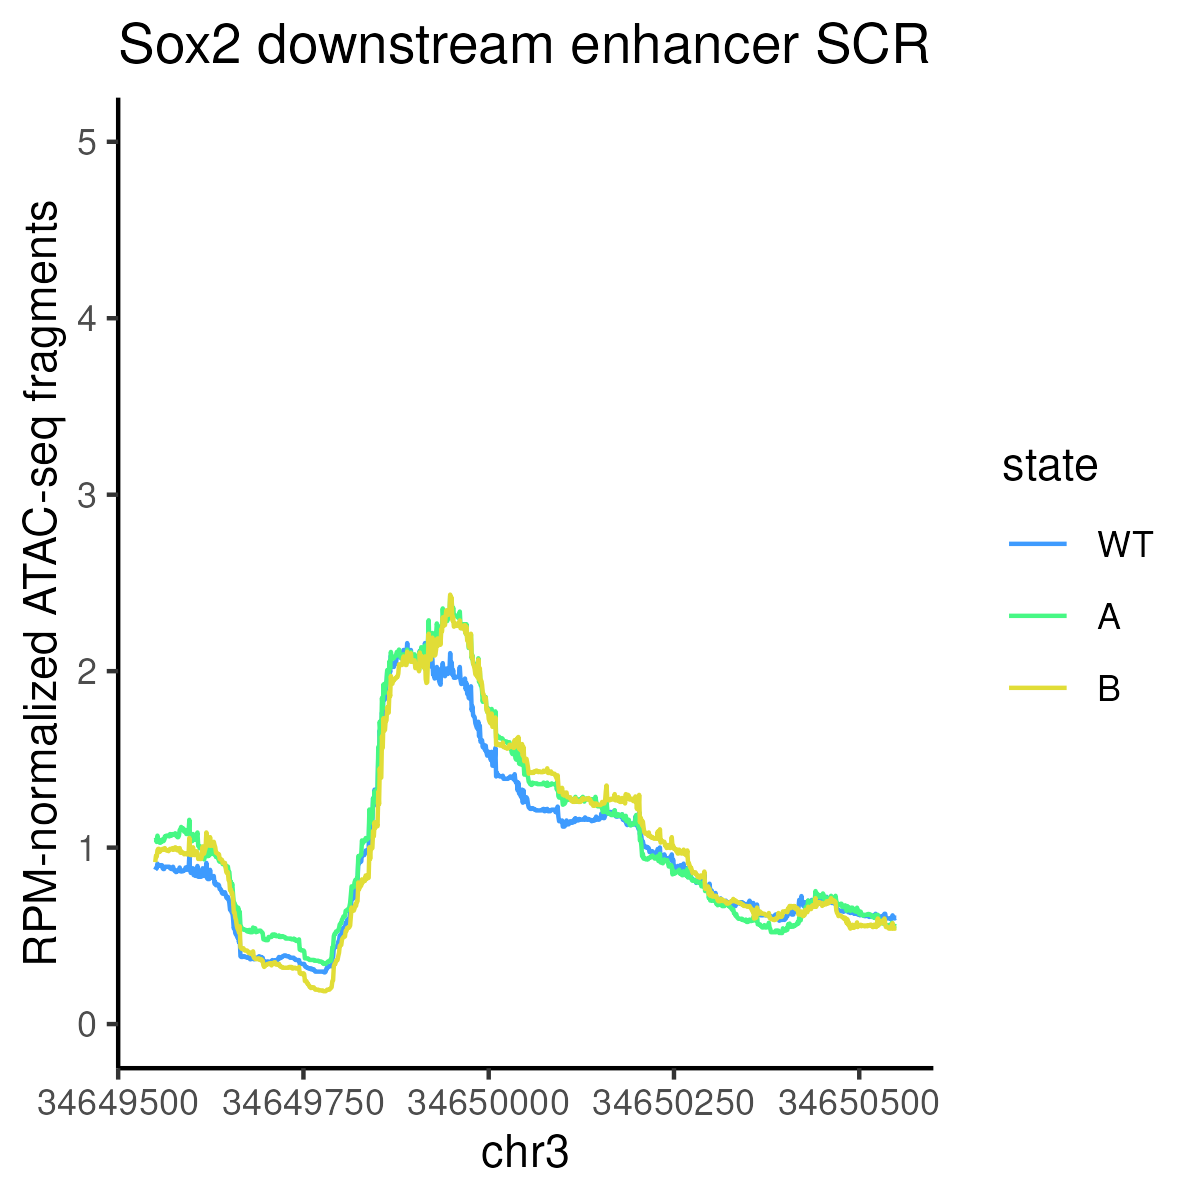 Sox2 downstream enhancer SCR
RPM-normalized ATAC-seq fragments
5
4
3
2
1
0
34649500 34649750 34650000 34650250 34650500
chr3
state
WT
A
B